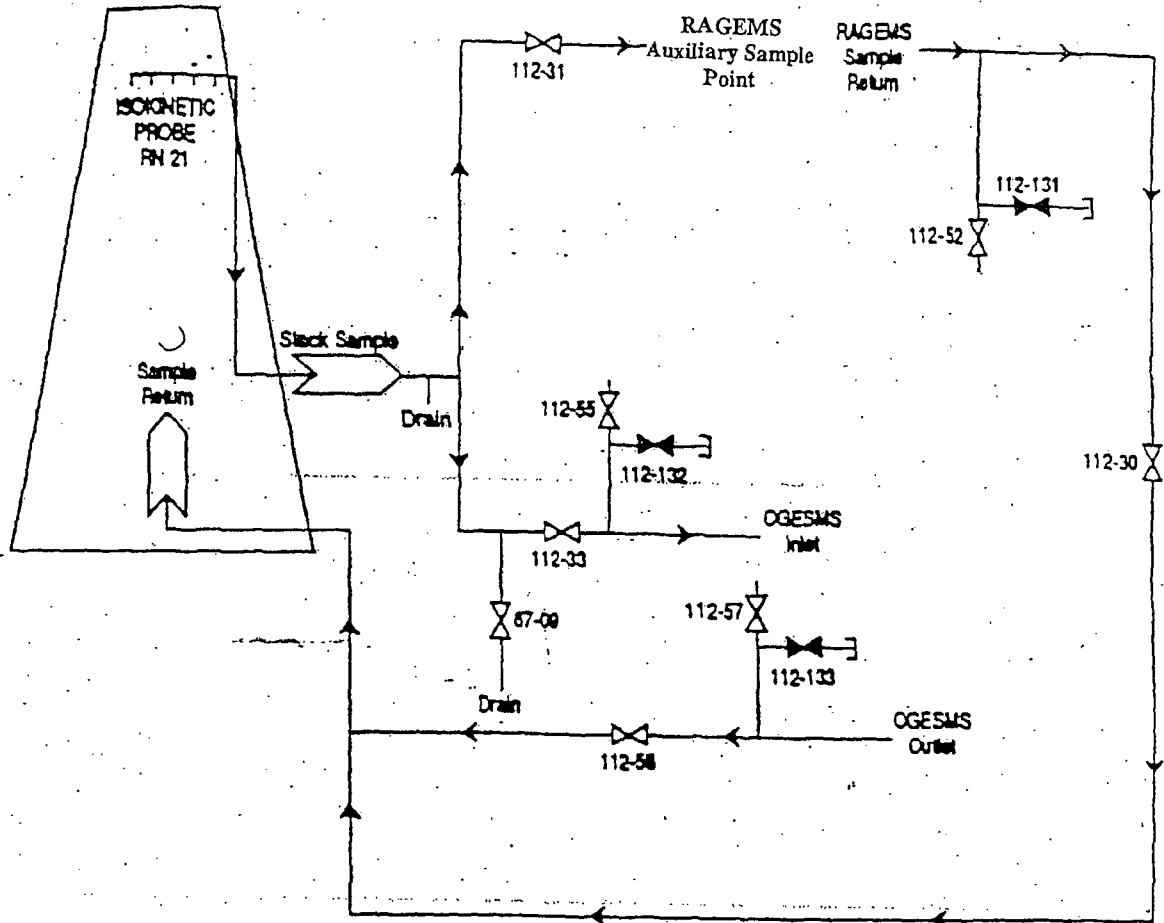 RAGEMS
Auxiliary Sample
Point
RAGEMS
Sample
Return
112-31
ISOKINETIC
PROBE
RN 21
112-131
112-52
Stack Sample
Sample
Return
Drain
112-55
112-132
112-30
OGESMS
Inlet
112-33
112-57
87-09
112-133
Drain
OGESMS
Outlet
112-56